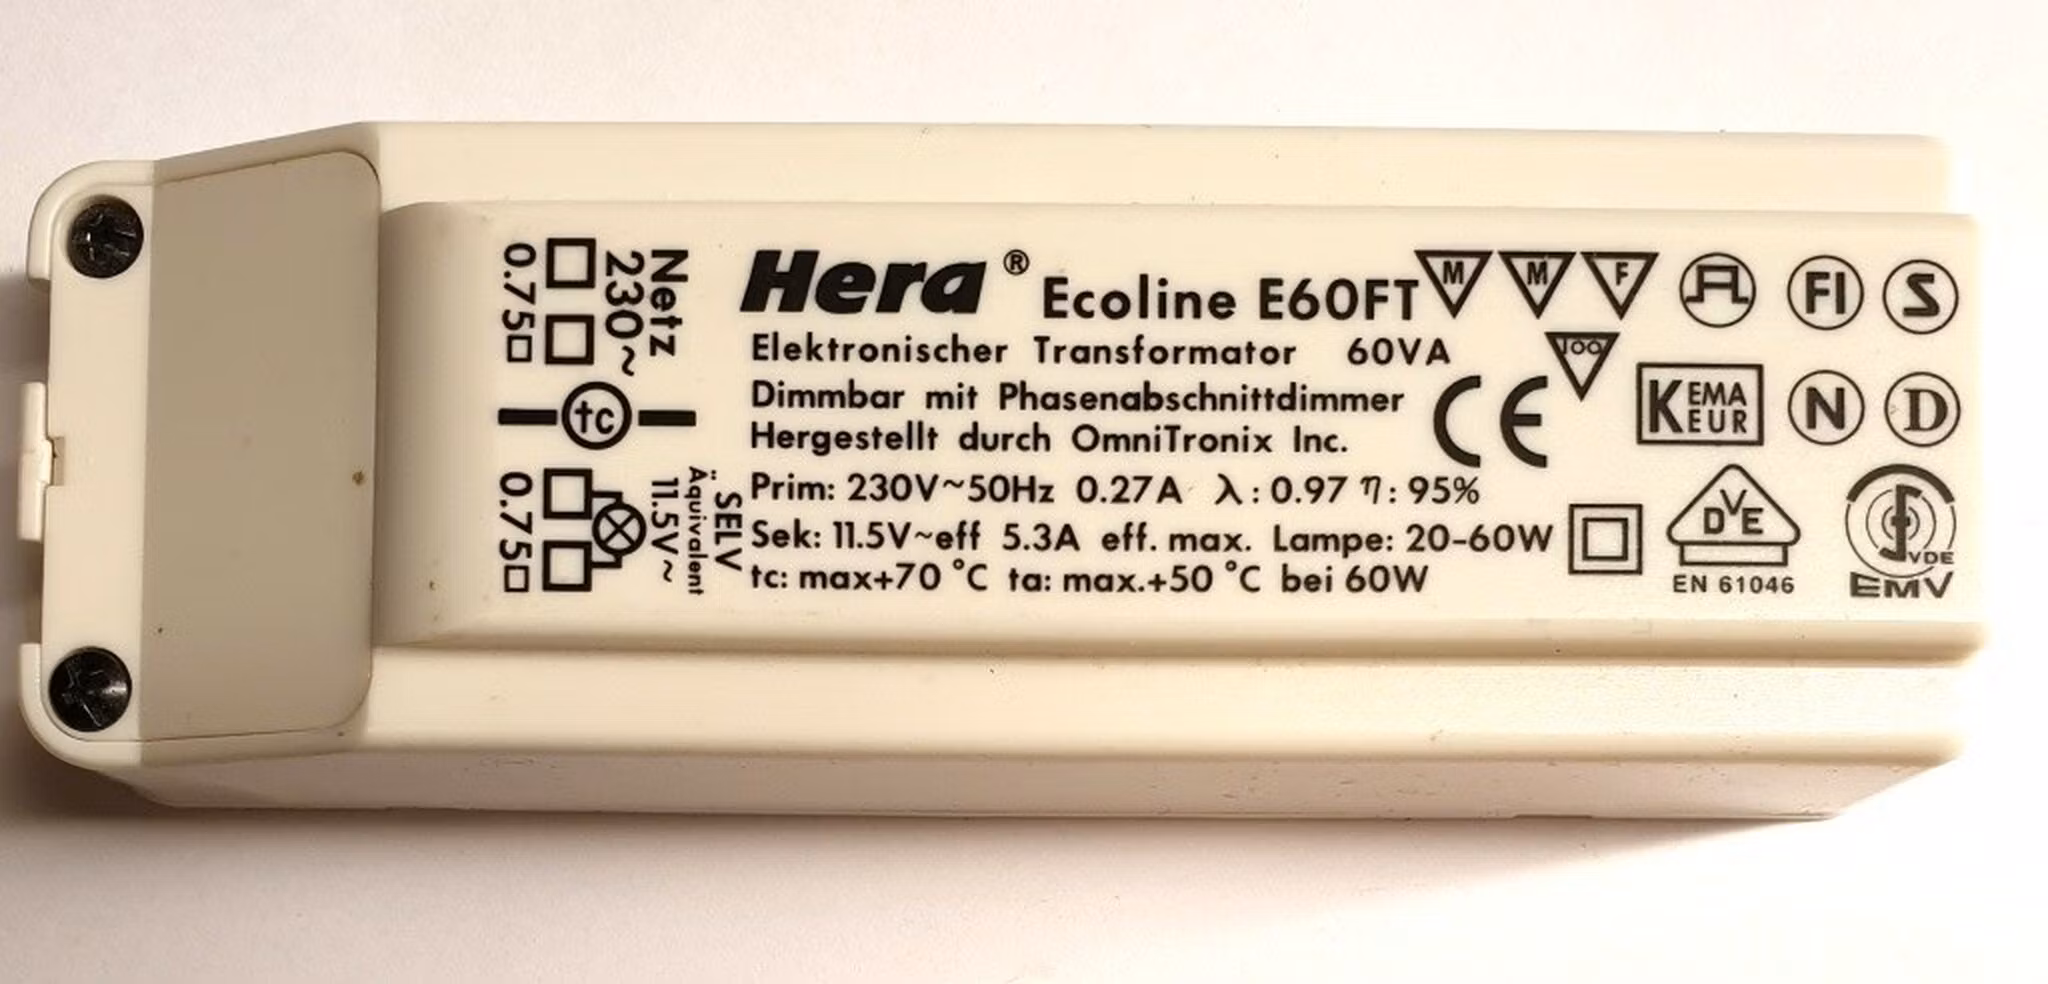 Netz
230~
0.75
tc
SELV
Äquivalent
11.5V~
0.75
Hera®
Ecoline E60FT
M M F
Elektronischer Transformator 60VA
100
Dimmbar mit Phasenabschnittdimmer
Hergestellt durch OmniTronix Inc.
CE
Prim: 230V~50Hz 0.27A λ: 0.97 η: 95%
Sek: 11.5V~eff 5.3A eff. max. Lampe: 20-60W
tc: max+70 °C ta: max.+50 °C bei 60W
FI S
KEMA
KEUR
N D
DVE
EN 61046
VDE
EMV